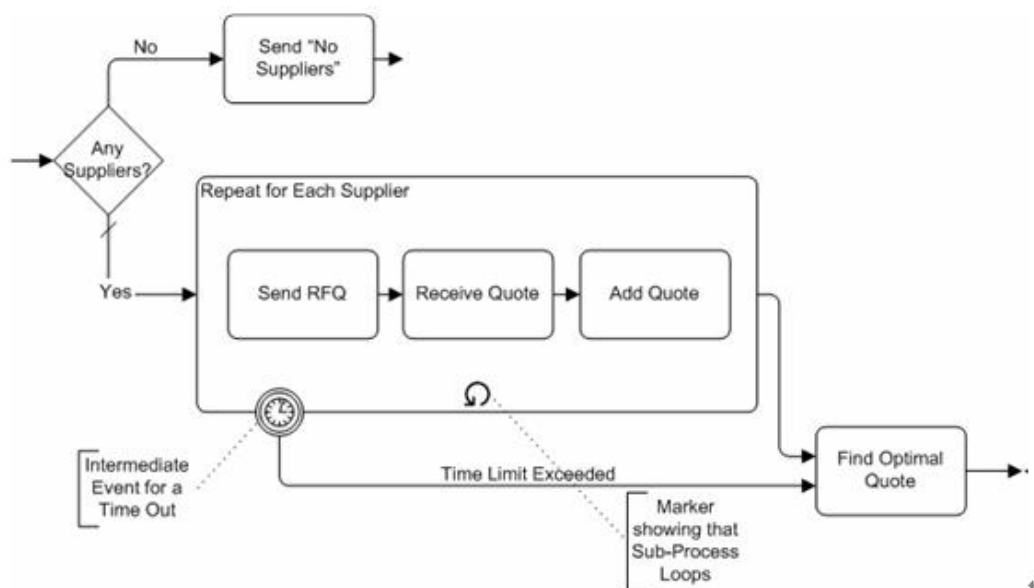 No
Send "No
Suppliers"
Any
Suppliers?
Repeat for Each Supplier
Yes
Send RFQ
Receive Quote
Add Quote
Intermediate
Event for a
Time Out
Time Limit Exceeded
Find Optimal
Quote
Marker
showing that
Sub-Process
Loops